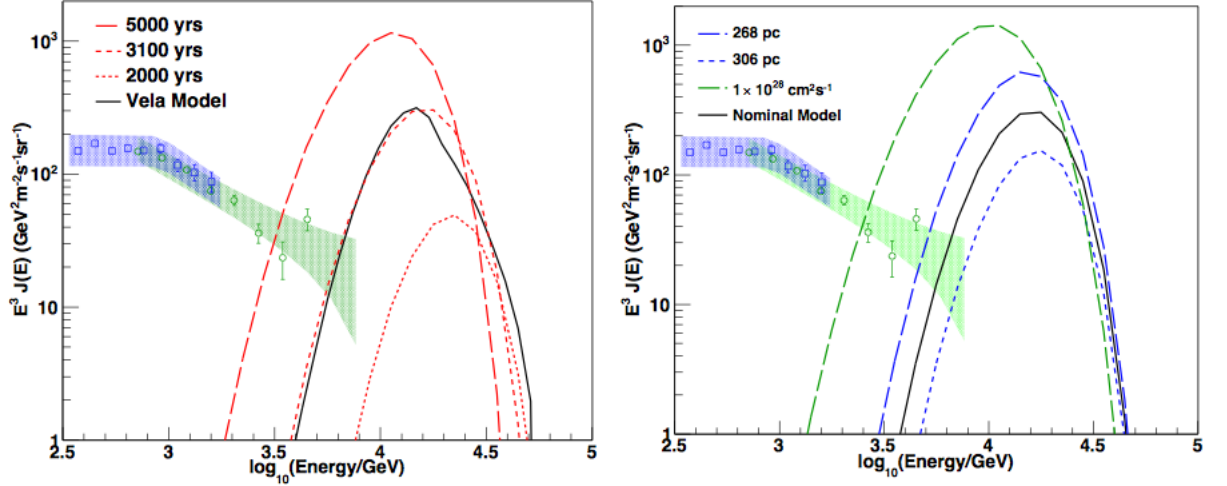 5000 yrs
3100 yrs
2000 yrs
Vela Model
E³ J(E) (GeV²m⁻²s⁻¹sr⁻¹)
10³
10²
10
1
2.5 3 3.5 4 4.5 5
log₁₀(Energy/GeV)
268 pc
306 pc
1 × 10²⁸ cm²s⁻¹
Nominal Model
E³ J(E) (GeV²m⁻²s⁻¹sr⁻¹)
10³
10²
10
1
2.5 3 3.5 4 4.5 5
log₁₀(Energy/GeV)